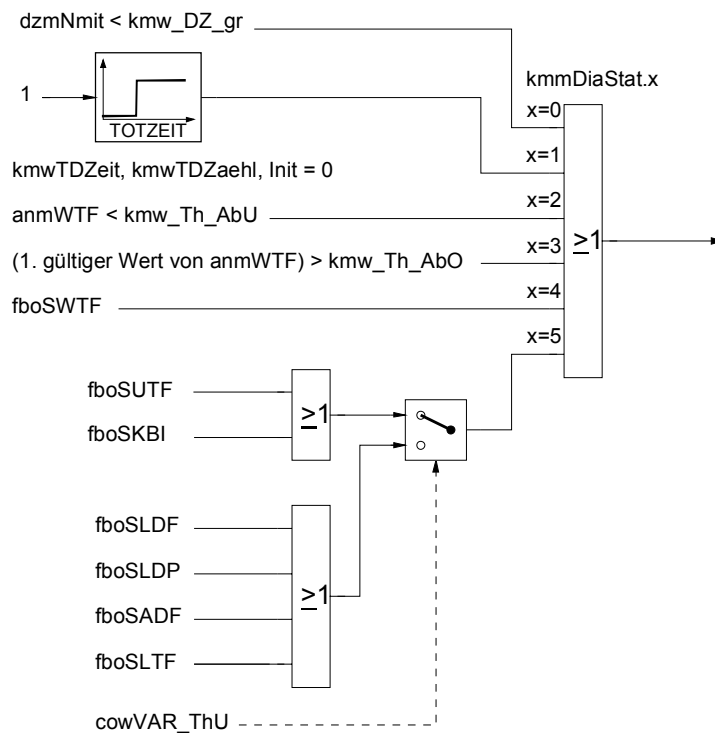 dzmNmit < kmw_DZ_gr
kmmDiaStat.x
x=0
1
TOTZEIT
x=1
kmwTDZeit, kmwTDZaehl, Init = 0
x=2
anmWTF < kmw_Th_AbU
≥1
x=3
(1. gültiger Wert von anmWTF) > kmw_Th_AbO
x=4
fboSWTF
x=5
fboSUTF
≥1
fboSKBI
fboSLDF
fboSLDP
≥1
fboSADF
fboSLTF
cowVAR_ThU